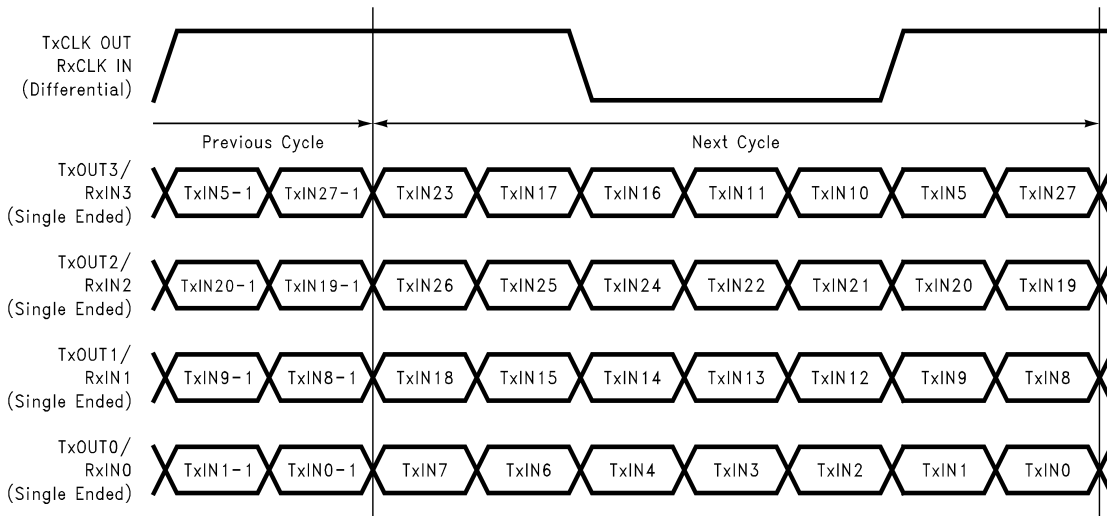 TxCLK OUT
RxCLK IN
(Differential)
Previous Cycle
Next Cycle
TxOUT3/
RxIN3
(Single Ended)
TxIN5-1 TxIN27-1 TxIN23 TxIN17 TxIN16 TxIN11 TxIN10 TxIN5 TxIN27
TxOUT2/
RxIN2
(Single Ended)
TxIN20-1 TxIN19-1 TxIN26 TxIN25 TxIN24 TxIN22 TxIN21 TxIN20 TxIN19
TxOUT1/
RxIN1
(Single Ended)
TxIN9-1 TxIN8-1 TxIN18 TxIN15 TxIN14 TxIN13 TxIN12 TxIN9 TxIN8
TxOUT0/
RxIN0
(Single Ended)
TxIN1-1 TxIN0-1 TxIN7 TxIN6 TxIN4 TxIN3 TxIN2 TxIN1 TxIN0